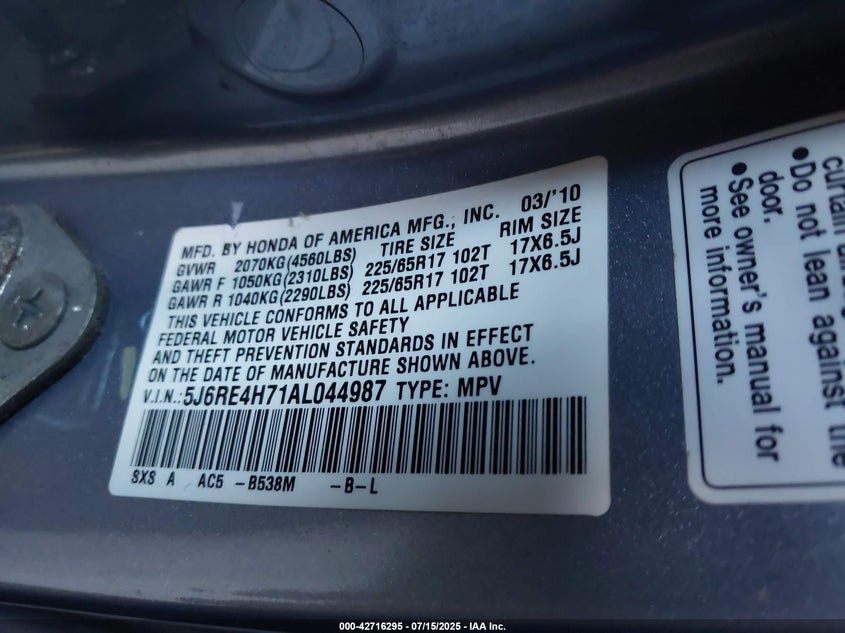 MFD. BY HONDA OF AMERICA MFG., INC. 03/'10
GVWR 2070KG(4560LBS) TIRE SIZE RIM SIZE
GAWR F 1050KG(2310LBS) 225/65R17 102T 17X6.5J
GAWR R 1040KG(2290LBS) 225/65R17 102T 17X6.5J
THIS VEHICLE CONFORMS TO ALL APPLICABLE
FEDERAL MOTOR VEHICLE SAFETY
AND THEFT PREVENTION STANDARDS IN EFFECT
ON THE DATE OF MANUFACTURE SHOWN ABOVE.
V.I.N.:5J6RE4H71AL044987 TYPE: MPV
SXS A AC5 -B538M -B-L
curtain
•Do not lean against the
door.
•See owner's manual for
more information.
000-42716295 - 07/15/2025 - IAA Inc.